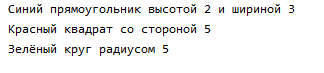 Синий прямоугольник высотой 2 и шириной 3
Красный квадрат со стороной 5
Зелёный круг радиусом 5